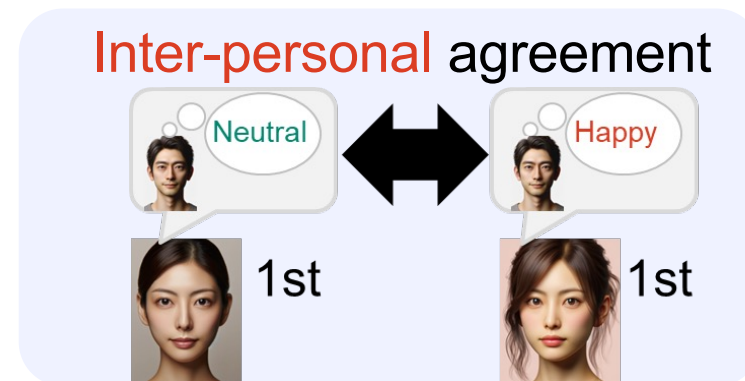 Inter-personal agreement
Neutral
Happy
1st
1st